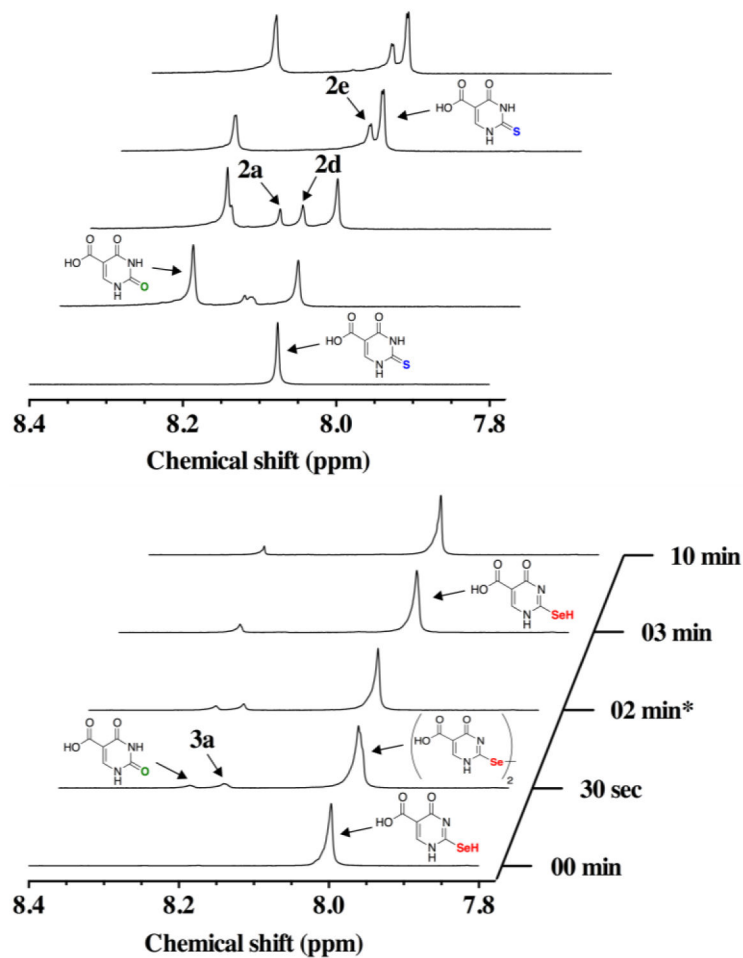 2e
O
O
HO
NH
N
H
S
2a
2d
O
O
HO
NH
N
H
O
O
O
HO
NH
N
H
S
8.4
8.2
8.0
7.8
Chemical shift (ppm)
10 min
O
O
HO
N
N
H
SeH
03 min
02 min*
O
O
HO
NH
N
H
O
3a
O
O
HO
N
N
H
Se
2
30 sec
O
O
HO
N
N
H
SeH
00 min
8.4
8.2
8.0
7.8
Chemical shift (ppm)